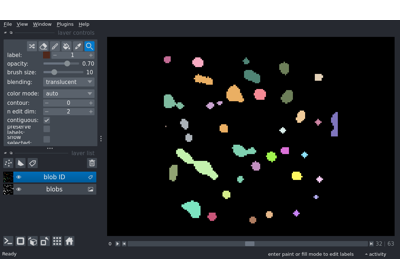 File View Window Plugins Help
layer controls
label: 1
opacity: 0.70
brush size: 10
blending: translucent
color mode: auto
contour: 0
n edit dim: 2
contiguous:
preserve labels:
show selected:
layer list
blob ID
blobs
0 32 63
Ready enter paint or fill mode to edit labels activity